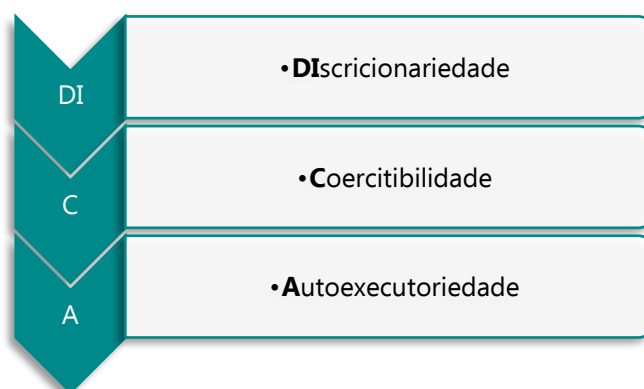 DI
•DIscricionariedade
C
•Coercitibilidade
A
•Autoexecutoriedade